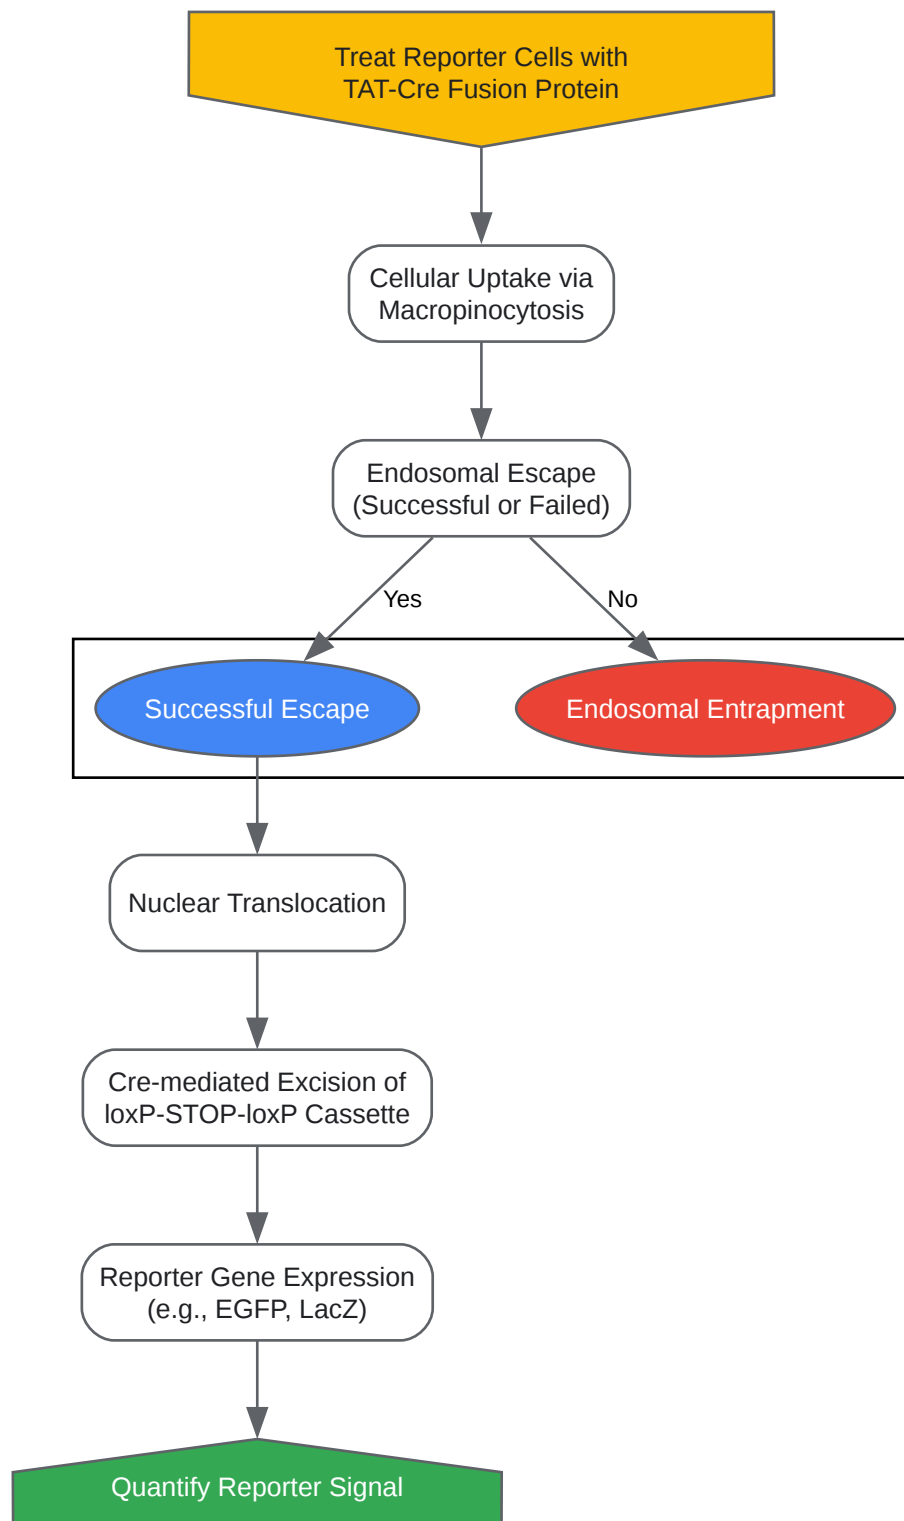 Treat Reporter Cells with
TAT-Cre Fusion Protein
Cellular Uptake via
Macropinocytosis
Endosomal Escape
(Successful or Failed)
Yes
No
Successful Escape
Endosomal Entrapment
Nuclear Translocation
Cre-mediated Excision of
loxP-STOP-loxP Cassette
Reporter Gene Expression
(e.g., EGFP, LacZ)
Quantify Reporter Signal